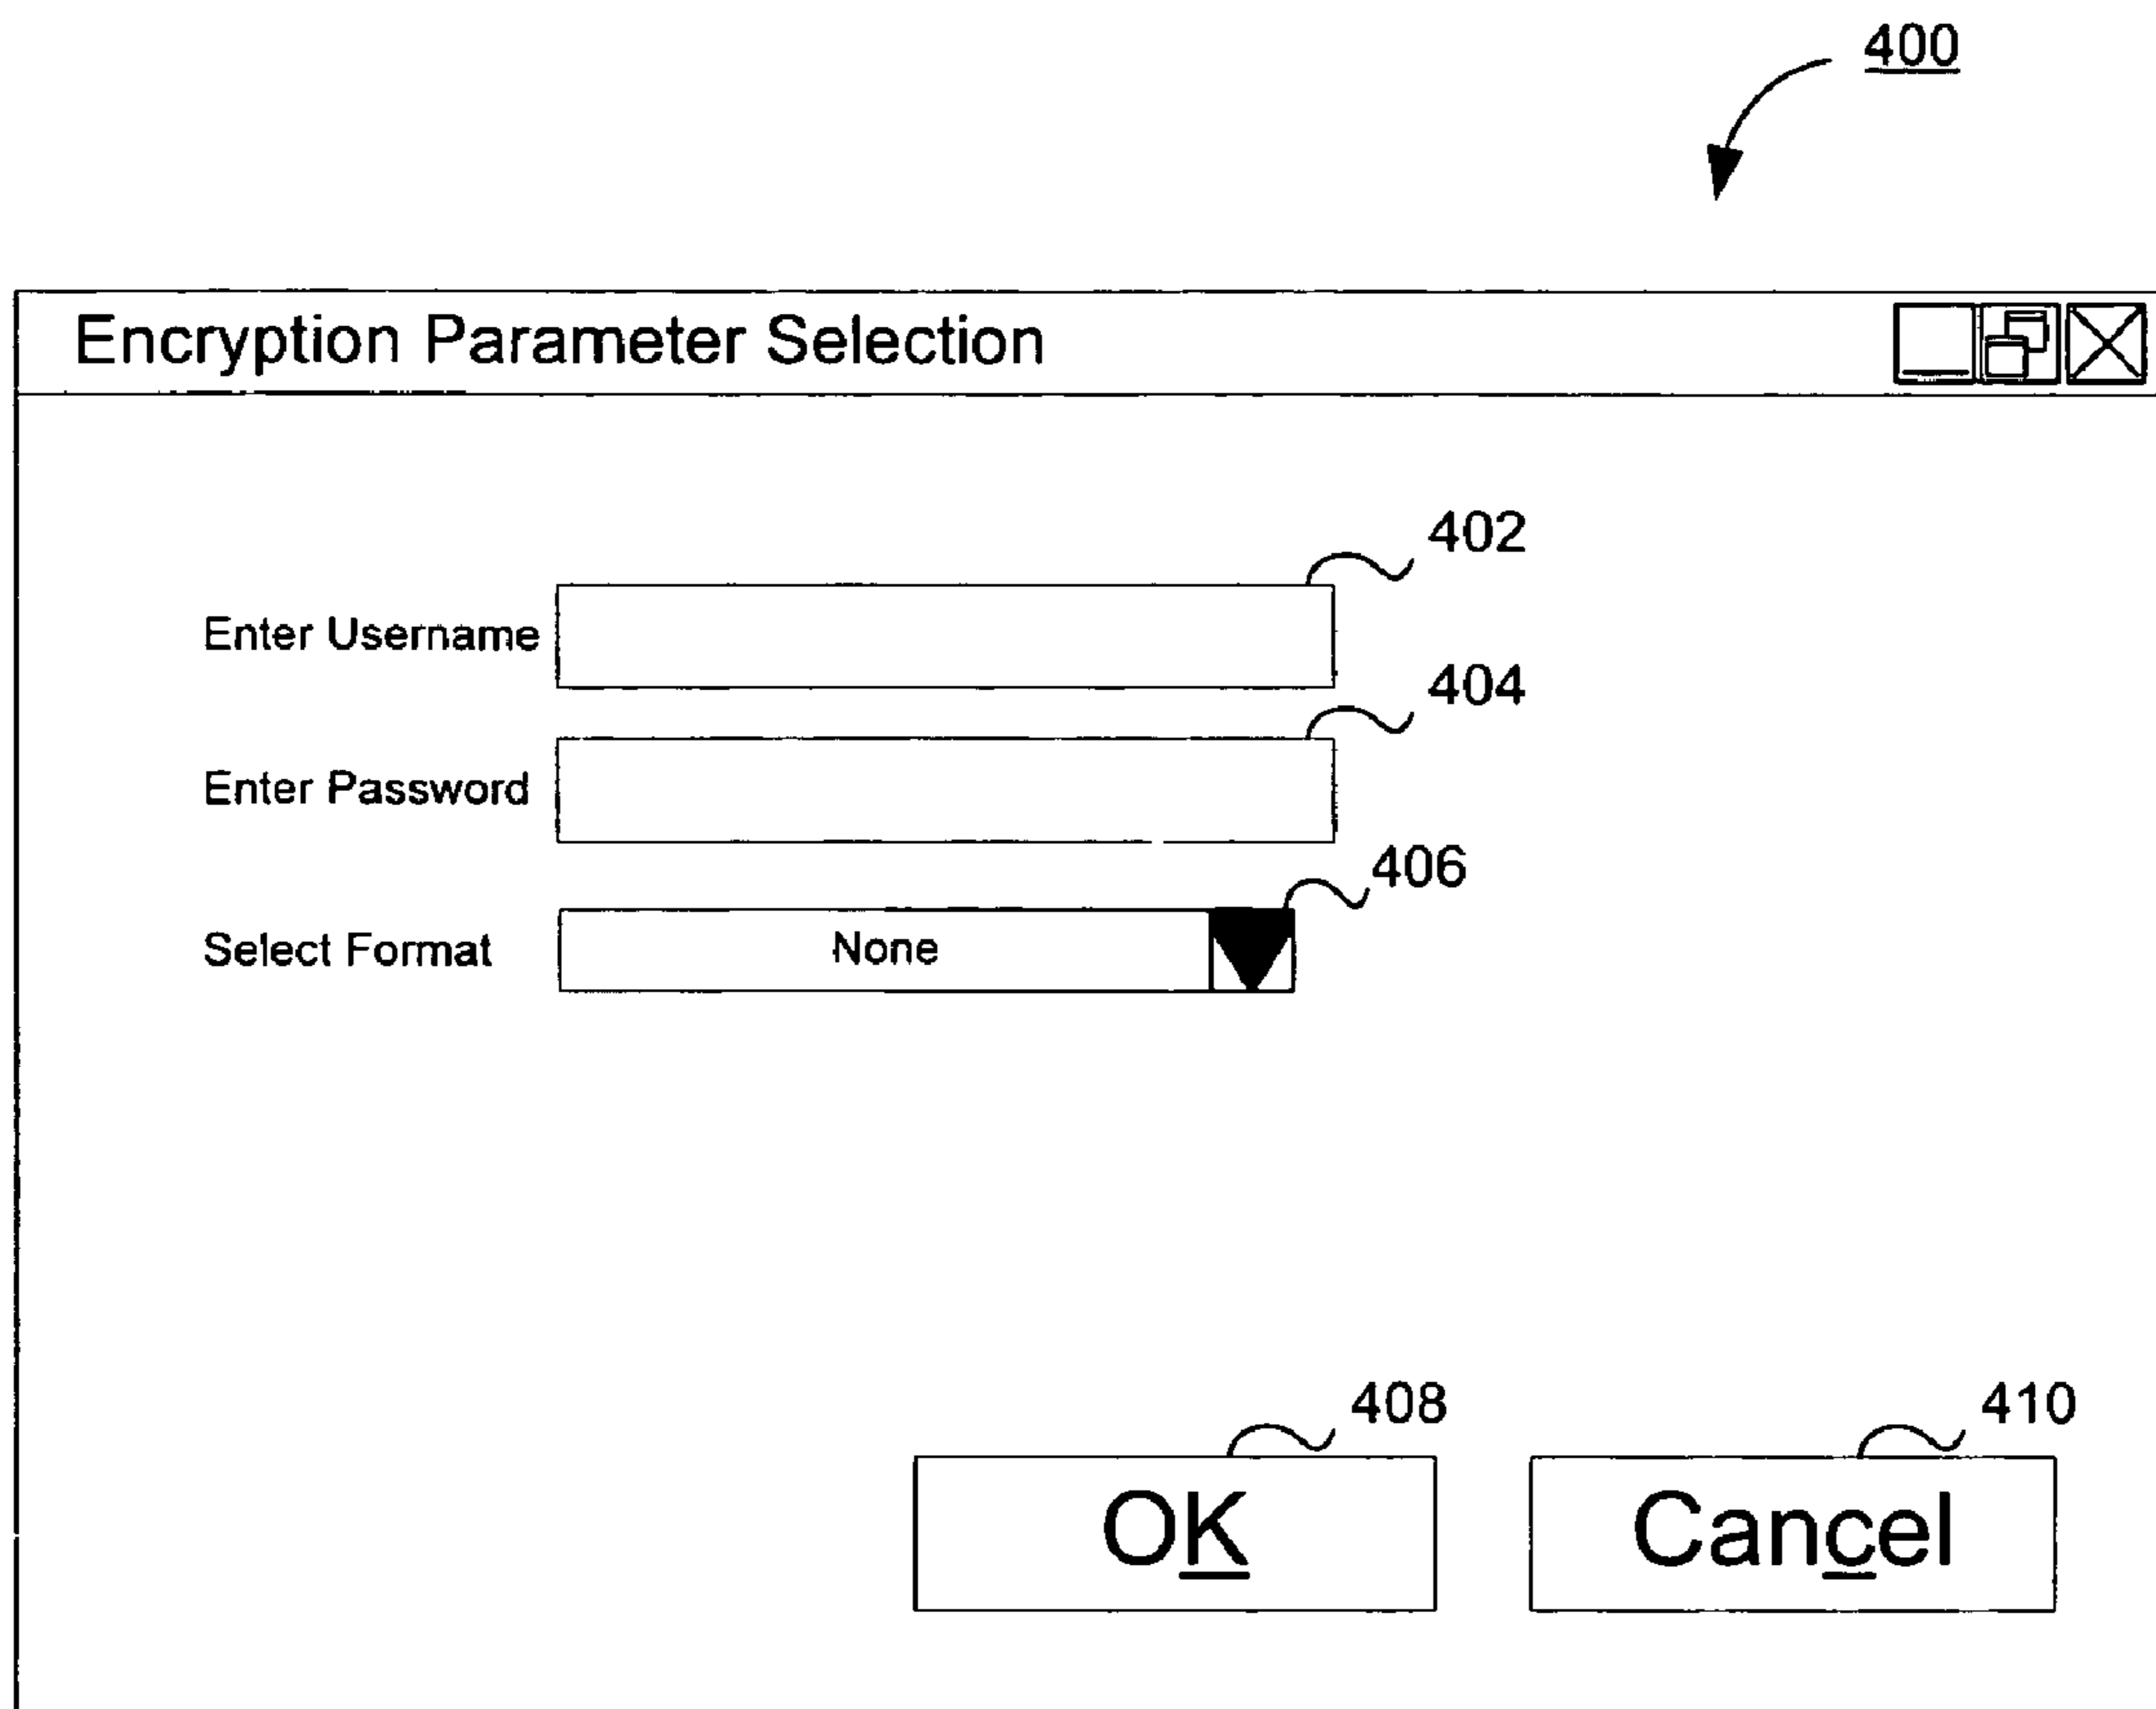 400
Encryption Parameter Selection
402
Enter Username
404
Enter Password
406
Select Format None
408
410
OK
Cancel